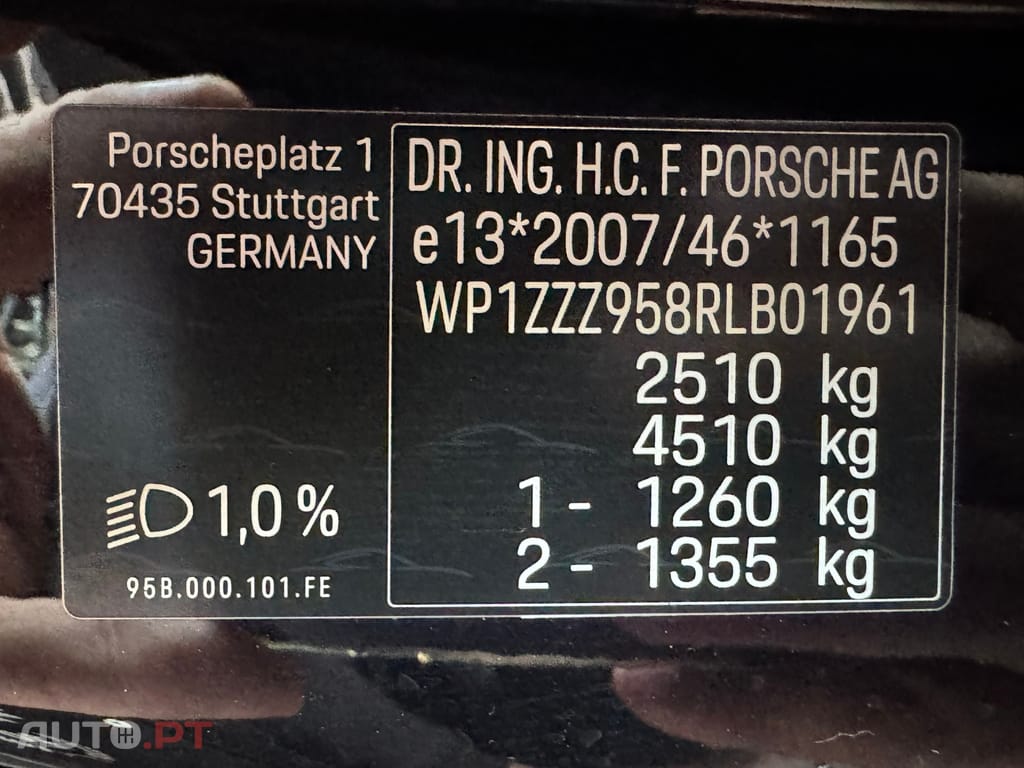 Porscheplatz 1
70435 Stuttgart
GERMANY
1,0 %
95B.000.101.FE
DR. ING. H.C. F. PORSCHE AG
e13*2007/46*1165
WP1ZZZ958RLB01961
2510 kg
4510 kg
1 - 1260 kg
2 - 1355 kg
AUTO.PT